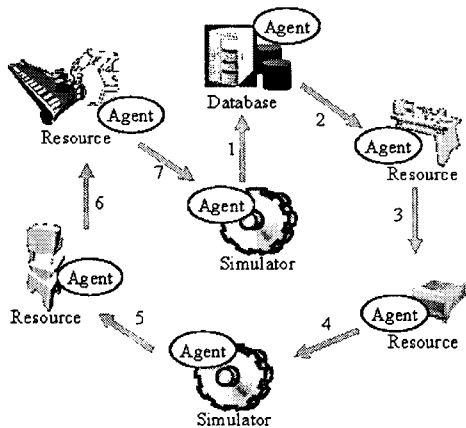 Agent
Database
Agent
Resource
1
2
Agent
Resource
7
Agent
Simulator
6
3
Agent
Resource
Agent
Resource
5
4
Agent
Simulator